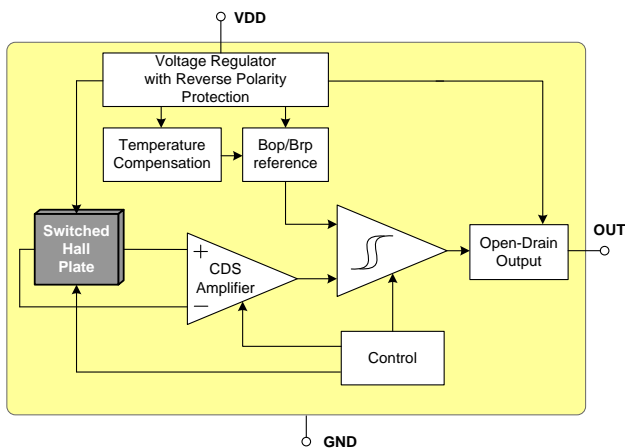 VDD
Voltage Regulator
with Reverse Polarity
Protection
Temperature
Compensation
Bop/Brp
reference
Switched
Hall
Plate
+
CDS
Amplifier
−
Open-Drain
Output
OUT
Control
GND